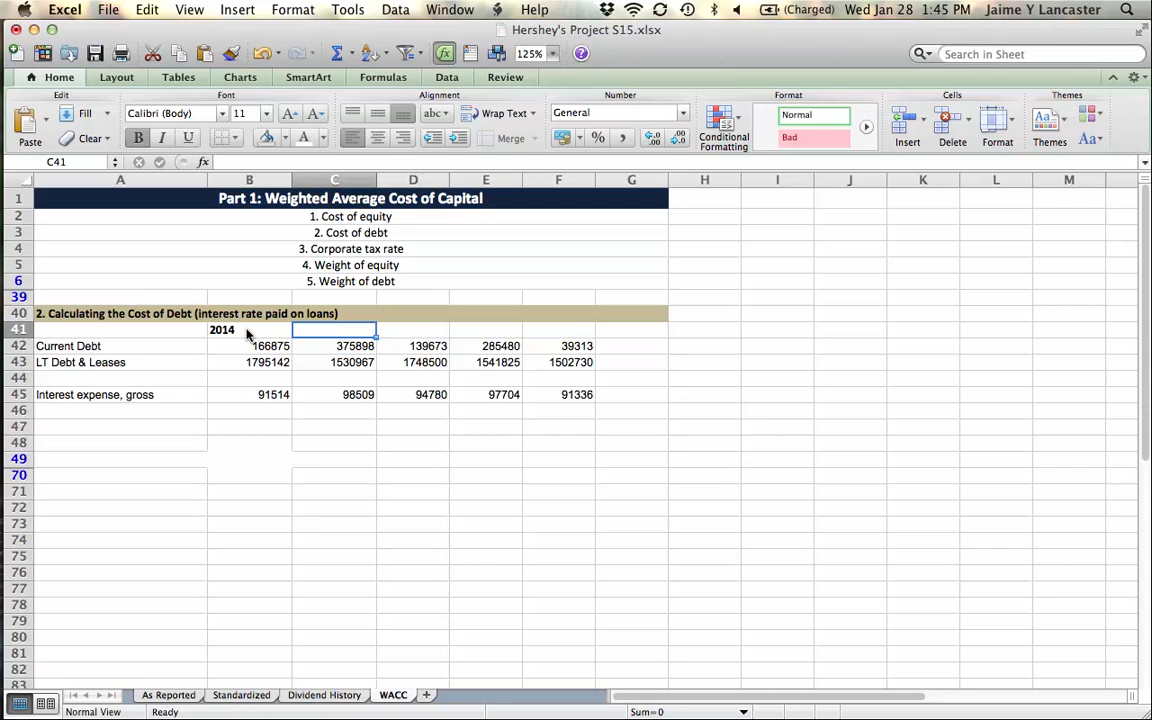 Excel File Edit View Insert Format Tools Data Window Help (Charged) Wed Jan 28 1:45 PM Jaime Y Lancaster
Hershey's Project S15.xlsx
125% Search in Sheet
Home Layout Tables Charts SmartArt Formulas Data Review
Edit Font Alignment Number Format Cells Themes
Paste Fill Clear Calibri (Body) 11 abc Wrap Text General Normal
B I U A Merge % , Conditional Formatting Bad Insert Delete Format Themes Aa
C41 fx
A B C D E F G H I J K L M
1 Part 1: Weighted Average Cost of Capital
2 1. Cost of equity
3 2. Cost of debt
4 3. Corporate tax rate
5 4. Weight of equity
6 5. Weight of debt
39
40 2. Calculating the Cost of Debt (interest rate paid on loans)
41 2014
42 Current Debt 166875 375898 139673 285480 39313
43 LT Debt & Leases 1795142 1530967 1748500 1541825 1502730
44
45 Interest expense, gross 91514 98509 94780 97704 91336
46
47
48
49
70
71
72
73
74
75
76
77
78
79
80
81
82
83
As Reported Standardized Dividend History WACC
Normal View Ready Sum=0